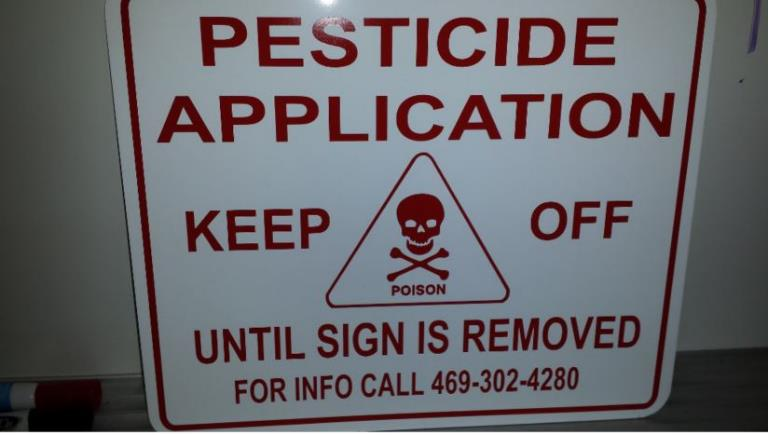 PESTICIDE
APPLICATION
KEEP OFF
POISON
UNTIL SIGN IS REMOVED
FOR INFO CALL 469-302-4280